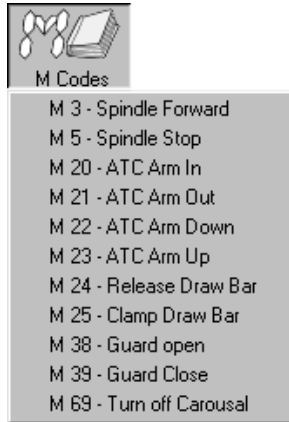 M Codes
M 3 - Spindle Forward
M 5 - Spindle Stop
M 20 - ATC Arm In
M 21 - ATC Arm Out
M 22 - ATC Arm Down
M 23 - ATC Arm Up
M 24 - Release Draw Bar
M 25 - Clamp Draw Bar
M 38 - Guard open
M 39 - Guard Close
M 69 - Turn off Carousal